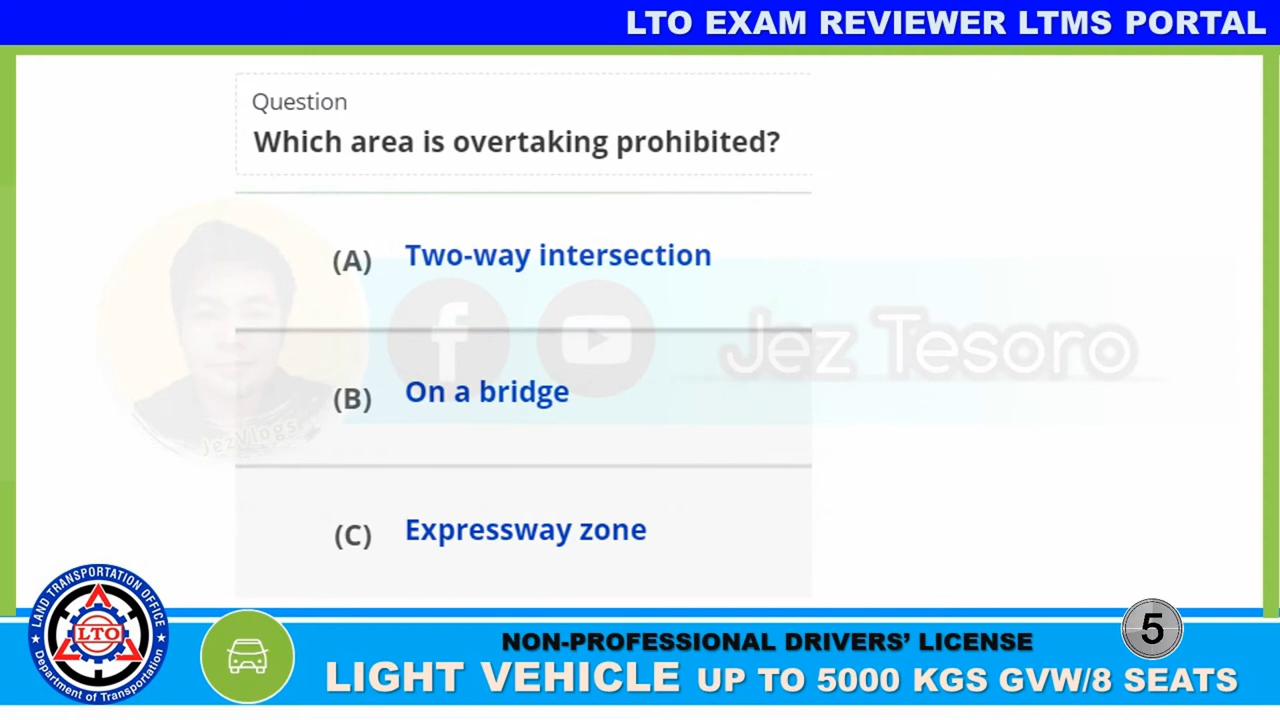 LTO EXAM REVIEWER LTMS PORTAL
Question
Which area is overtaking prohibited?
(A) Two-way intersection
Jez Tesoro
(B) On a bridge
JezVlogs
(C) Expressway zone
LAND TRANSPORTATION OFFICE
LTO
Department of Transportation
5
NON-PROFESSIONAL DRIVERS’ LICENSE
LIGHT VEHICLE UP TO 5000 KGS GVW/8 SEATS